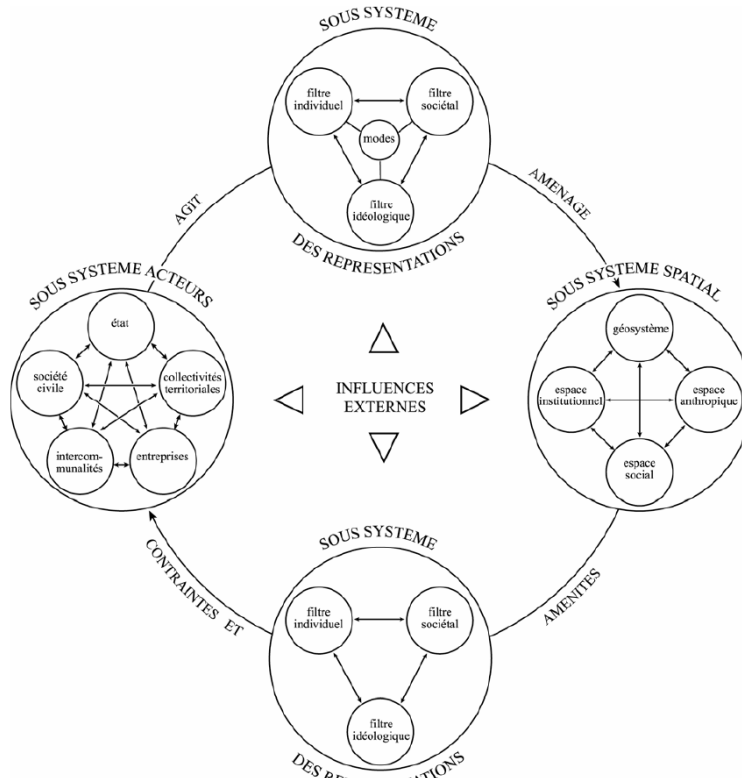 SOUS SYSTEME
filtre
individuel
filtre
sociétal
modes
filtre
idéologique
DES REPRESENTATIONS
AGIT
AMENAGE
SOUS SYSTEME ACTEURS
état
société
civile
collectivités
territoriales
intercom-
munalités
entreprises
INFLUENCES
EXTERNES
SOUS SYSTEME SPATIAL
géosystème
espace
institutionnel
espace
anthropique
espace
social
CONTRAINTES ET
AMENITES
SOUS SYSTEME
filtre
individuel
filtre
sociétal
filtre
idéologique